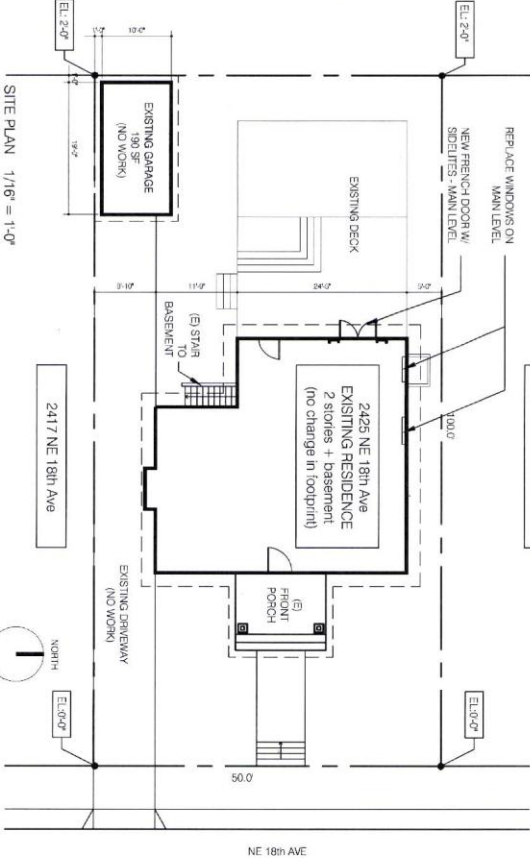 EL: 2'-0"
EL: 2'-0"
REPLACE WINDOWS ON
MAIN LEVEL
NEW FRENCH DOOR W/
SIDELITES - MAIN LEVEL
EXISTING DECK
EXISTING GARAGE
190 SF
(NO WORK)
10'-0"
19'-0"
SITE PLAN 1/16" = 1'-0"
11'-0"
24'-0"
5'-0"
(E) STAIR
TO
BASEMENT
2425 NE 18th Ave
EXISITING RESIDENCE
2 stories + basement
(no change in footprint)
100.0'
2417 NE 18th Ave
EXISTING DRIVEWAY
(NO WORK)
(E)
FRONT
PORCH
NORTH
EL:0'-0"
EL:0'-0"
50.0'
NE 18th AVE